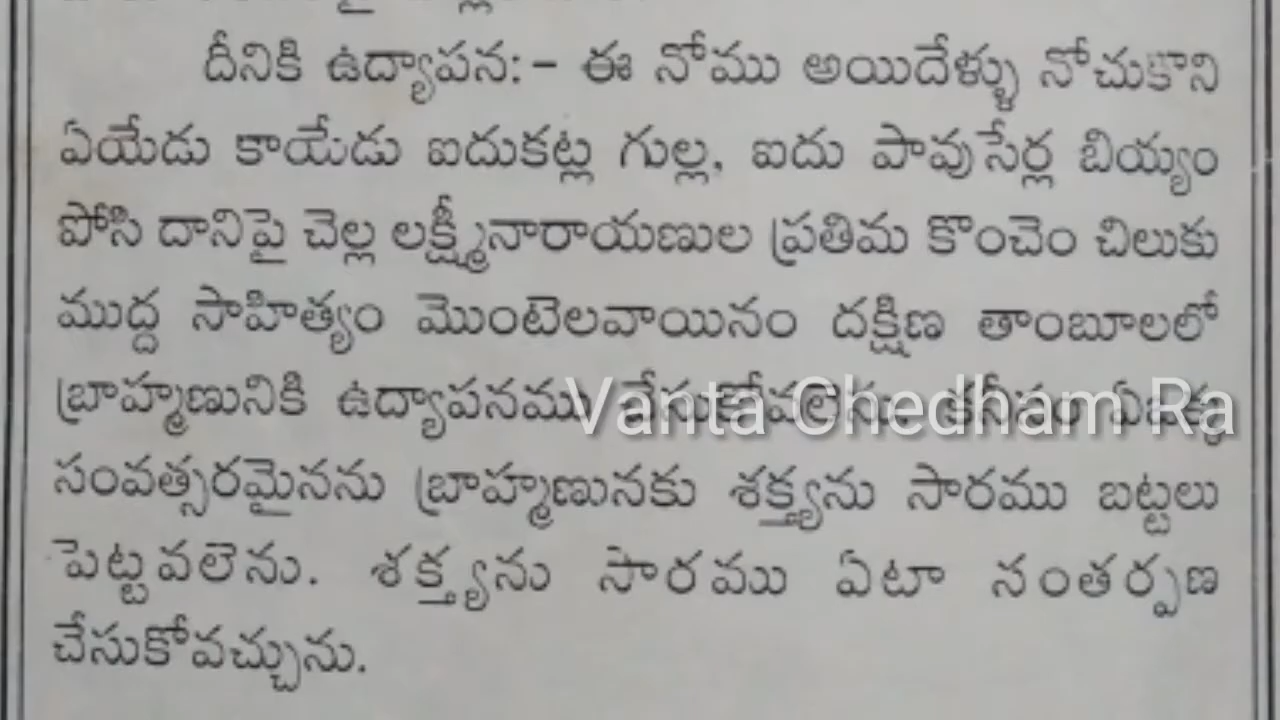 దీనికి ఉద్యాపన:- ఈ నోము అయిదేళ్ళు నోచుకొని
ఏయేడు కాయేడు ఐదుకట్ల గుల్ల, ఐదు పావుసేర్ల బియ్యం
పోసి దానిపై చెల్ల లక్ష్మీనారాయణుల ప్రతిమ కొంచెం చిలుకు
ముద్ద సాహిత్యం మొంటెలవాయినం దక్షిణ తాంబూలలో
బ్రాహ్మణునికి ఉద్యాపనము చేసుకోవలెను.
Vanta Chedham Ra
సంవత్సరమైనను బ్రాహ్మణునకు శక్త్యను సారము బట్టలు
పెట్టవలెను. శక్త్యను సారము ఏటా నంతర్పణ
చేసుకోవచ్చును.